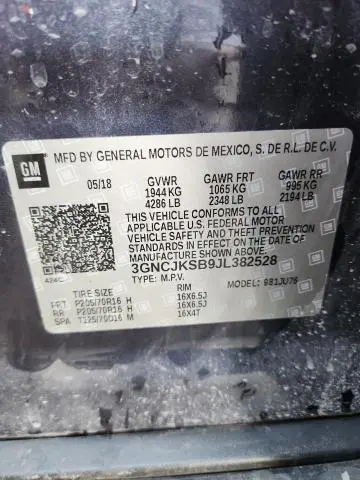 GM
MFD BY GENERAL MOTORS DE MEXICO, S. DE R.L. DE C.V.
05/18 GVWR GAWR FRT GAWR RR
1944 KG 1065 KG 995 KG
4286 LB 2348 LB 2194 LB
THIS VEHICLE CONFORMS TO ALL
APPLICABLE U.S. FEDERAL MOTOR
VEHICLE SAFETY AND THEFT PREVENTION
STANDARDS IN EFFECT ON THE DATE OF
MANUFACTURE SHOWN ABOVE.
3GNCJKSB9JL382528
TYPE: M.P.V. MODEL: 981JU76
TIRE SIZE RIM
FRT P205/70R16 H 16X6.5J
RR P205/70R16 H 16X6.5J
SPA T125/70D16 M 16X4T